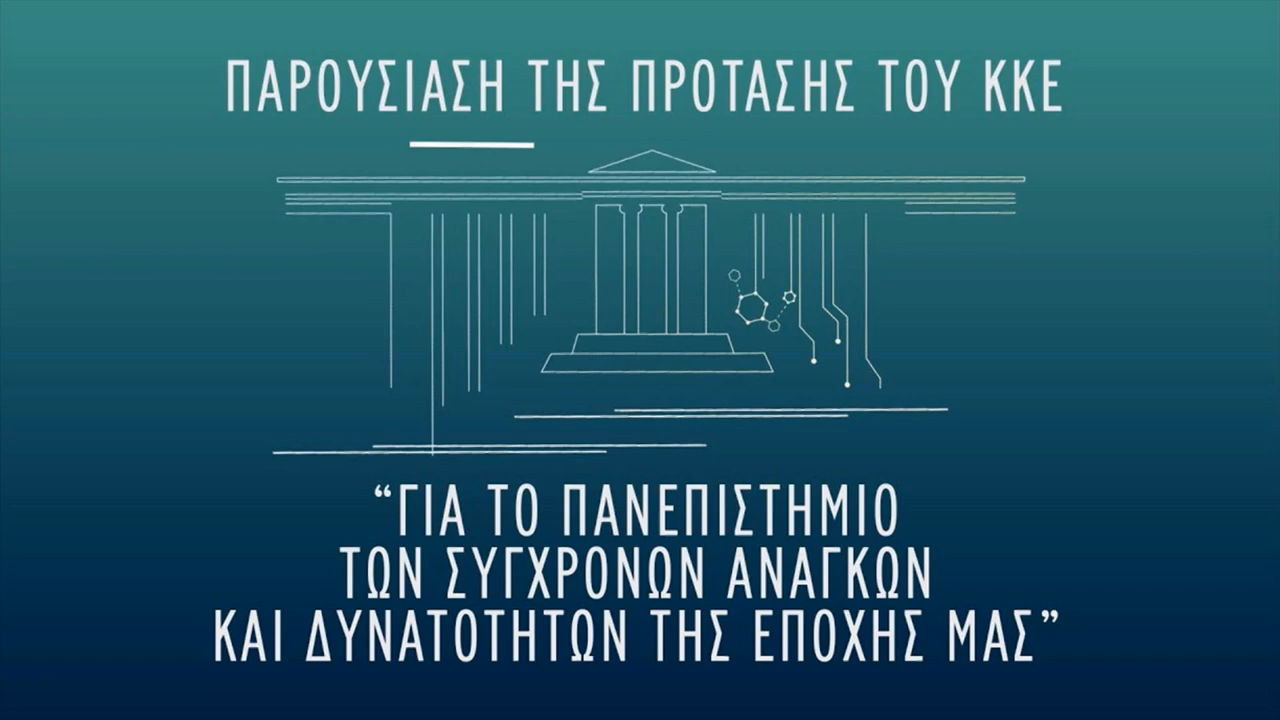 ΠΑΡΟΥΣΙΑΣΗ ΤΗΣ ΠΡΟΤΑΣΗΣ ΤΟΥ ΚΚΕ
“ΓΙΑ ΤΟ ΠΑΝΕΠΙΣΤΗΜΙΟ
ΤΩΝ ΣΥΓΧΡΟΝΩΝ ΑΝΑΓΚΩΝ
ΚΑΙ ΔΥΝΑΤΟΤΗΤΩΝ ΤΗΣ ΕΠΟΧΗΣ ΜΑΣ”